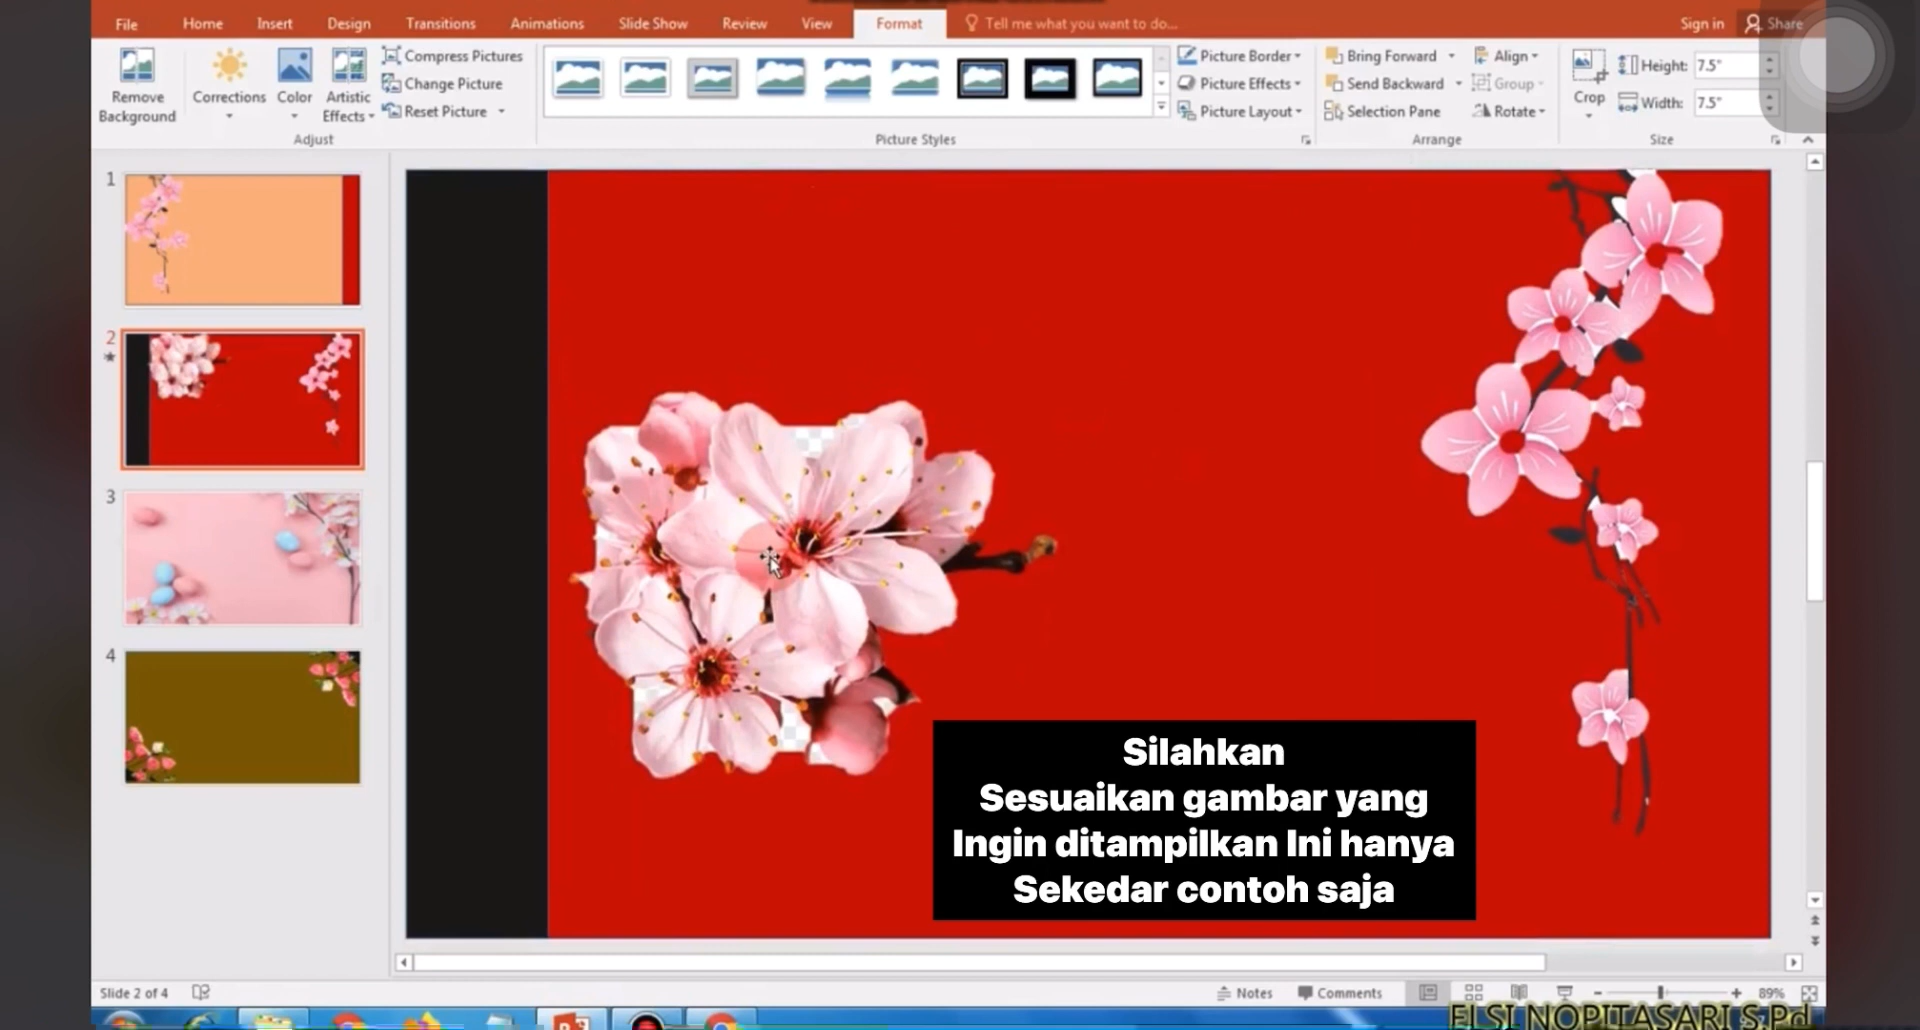 File Home Insert Design Transitions Animations Slide Show Review View Format Tell me what you want to do... Sign in Share
Remove Background
Corrections
Color
Artistic Effects
Compress Pictures
Change Picture
Reset Picture
Adjust
Picture Styles
Picture Border
Picture Effects
Picture Layout
Bring Forward
Send Backward
Selection Pane
Align
Group
Rotate
Arrange
Crop
Height: 7.5"
Width: 7.5"
Size
1
2
3
4
Silahkan
Sesuaikan gambar yang
Ingin ditampilkan Ini hanya
Sekedar contoh saja
Slide 2 of 4
Notes
Comments
89%
ELSI NOPITASARI S.Pd